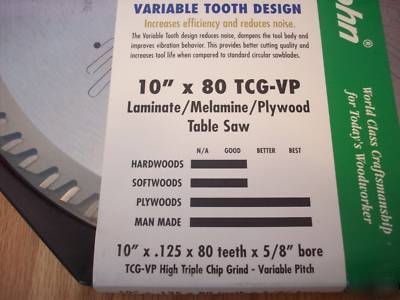 VARIABLE TOOTH DESIGN
Increases efficiency and reduces noise.
The Variable Tooth design reduces noise, dampens the tool body
and improves vibration behavior. This provides better cutting quality and
increases tool life when compared to standard circular sawblades.
10" x 80 TCG-VP
Laminate/Melamine/Plywood
Table Saw
N/A GOOD BETTER BEST
HARDWOODS
SOFTWOODS
PLYWOODS
MAN MADE
10" x .125 x 80 teeth x 5/8" bore
TCG-VP High Triple Chip Grind - Variable Pitch
ohn®
World Class Craftsmanship
for Today's Woodworker